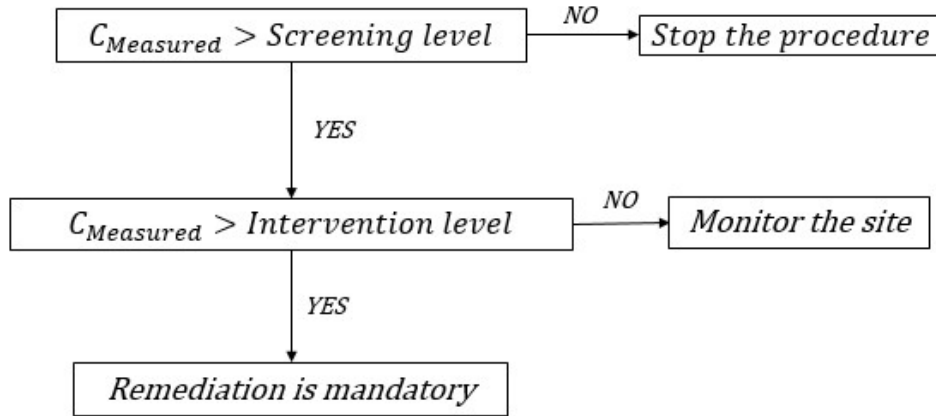 C_Measured > Screening level
NO
Stop the procedure
YES
C_Measured > Intervention level
NO
Monitor the site
YES
Remediation is mandatory